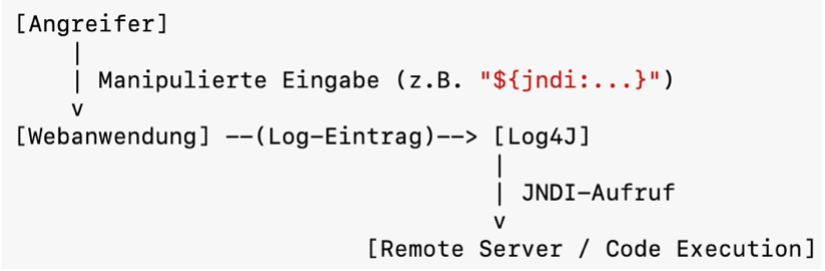 [Angreifer]
|
| Manipulierte Eingabe (z.B. "${jndi:...}")
v
[Webanwendung] --(Log-Eintrag)--> [Log4J]
|
| JNDI-Aufruf
v
[Remote Server / Code Execution]